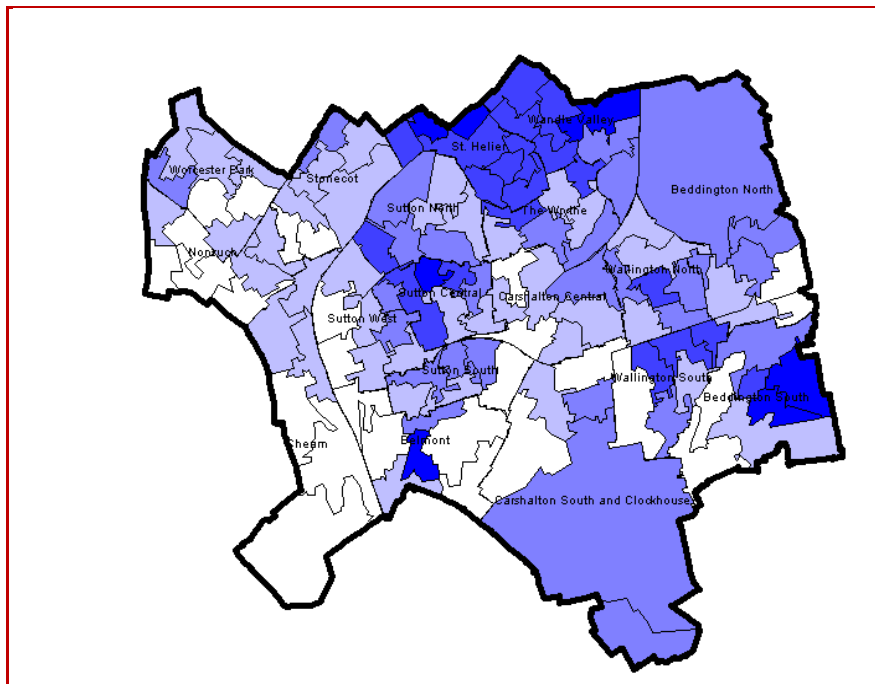 Wandle Valley
St. Helier
Worcester Park
Stonecot
Beddington North
Sutton North
The Wrythe
Nonsuch
Wallington North
Sutton Central
Carshalton Central
Sutton West
Sutton South
Wallington South
Beddington South
Cheam
Belmont
Carshalton South and Clockhouse